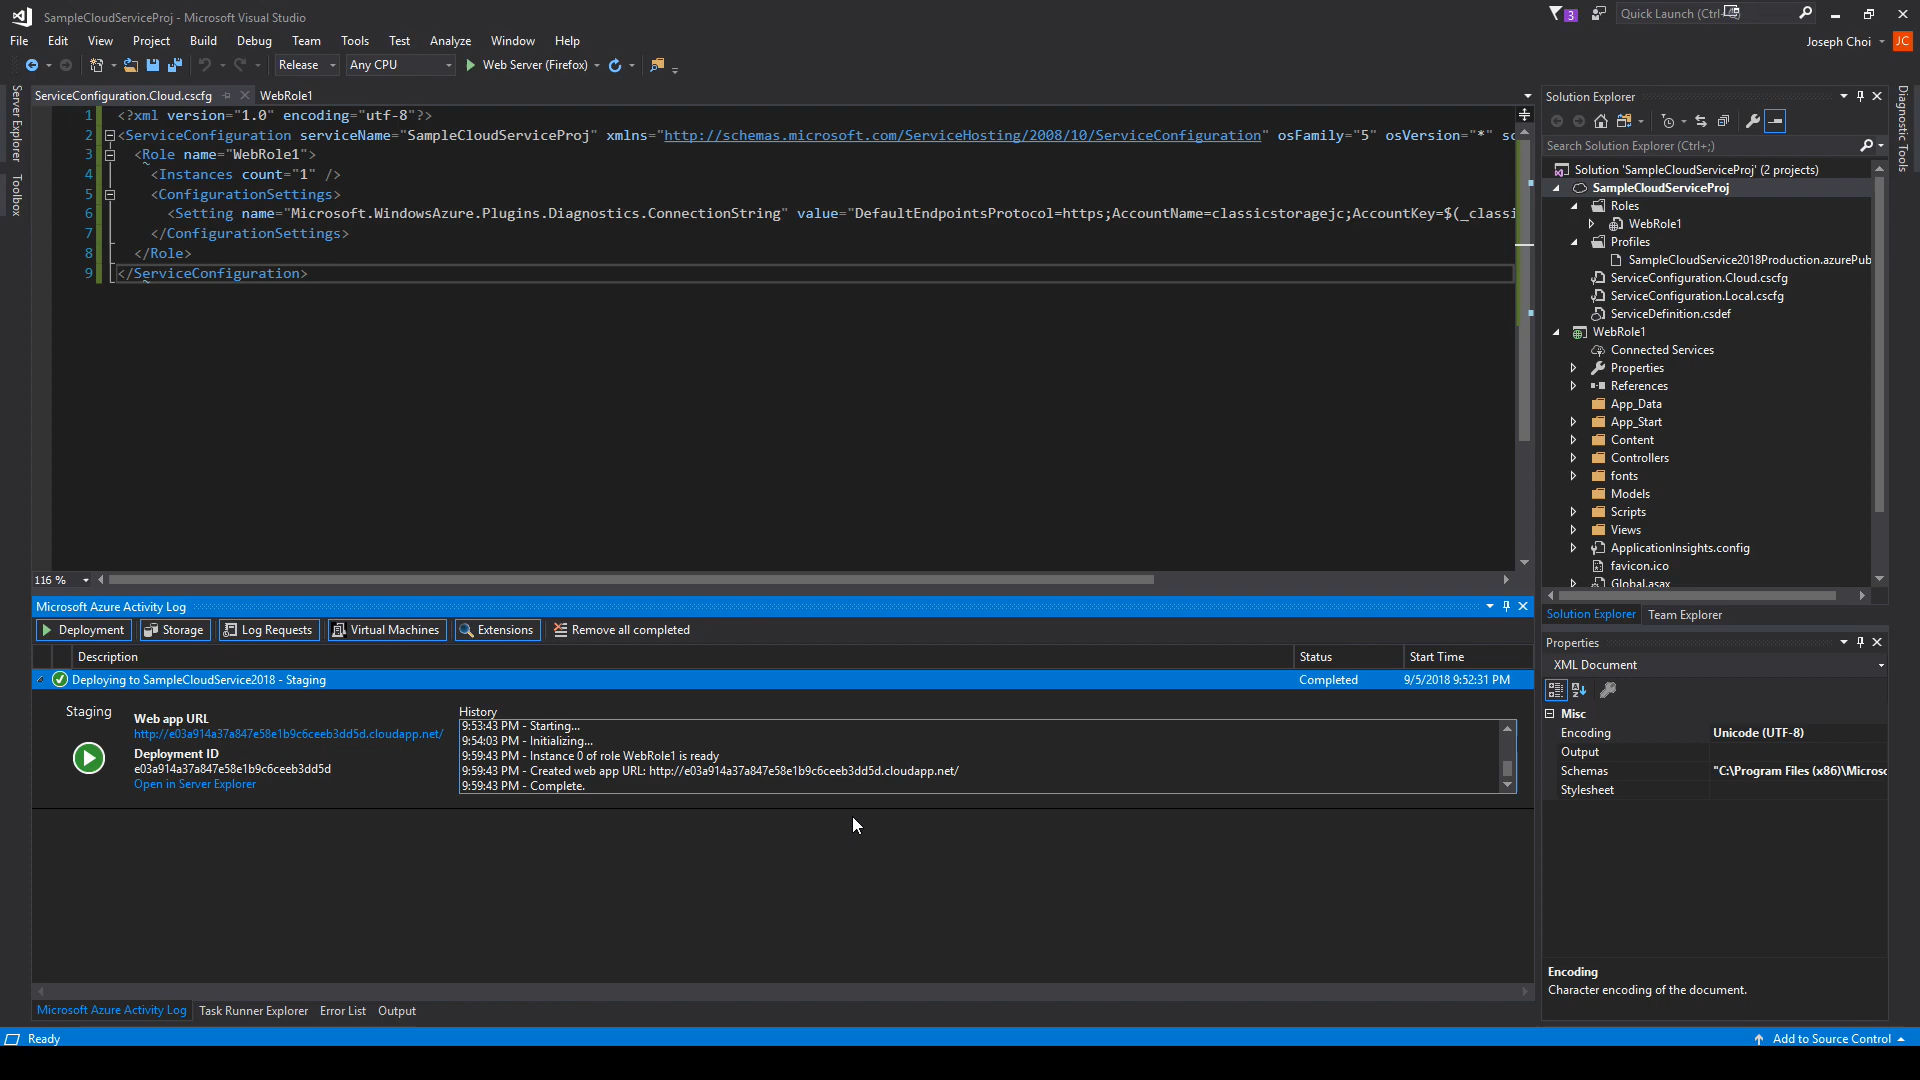 SampleCloudServiceProj - Microsoft Visual Studio
3
Quick Launch (Ctrl
File Edit View Project Build Debug Team Tools Test Analyze Window Help
Joseph Choi JC
Release Any CPU Web Server (Firefox)
Server Explorer
Toolbox
ServiceConfiguration.Cloud.cscfg WebRole1
1 <?xml version="1.0" encoding="utf-8"?>
2 <ServiceConfiguration serviceName="SampleCloudServiceProj" xmlns="http://schemas.microsoft.com/ServiceHosting/2008/10/ServiceConfiguration" osFamily="5" osVersion="*" sc
3 <Role name="WebRole1">
4 <Instances count="1" />
5 <ConfigurationSettings>
6 <Setting name="Microsoft.WindowsAzure.Plugins.Diagnostics.ConnectionString" value="DefaultEndpointsProtocol=https;AccountName=classicstoragejc;AccountKey=$(_classi
7 </ConfigurationSettings>
8 </Role>
9 </ServiceConfiguration>
116 %
Microsoft Azure Activity Log
Deployment Storage Log Requests Virtual Machines Extensions Remove all completed
Description Status Start Time
Deploying to SampleCloudService2018 - Staging Completed 9/5/2018 9:52:31 PM
Staging
Web app URL
http://e03a914a37a847e58e1b9c6ceeb3dd5d.cloudapp.net/
Deployment ID
e03a914a37a847e58e1b9c6ceeb3dd5d
Open in Server Explorer
History
9:53:43 PM - Starting...
9:54:03 PM - Initializing...
9:59:43 PM - Instance 0 of role WebRole1 is ready
9:59:43 PM - Created web app URL: http://e03a914a37a847e58e1b9c6ceeb3dd5d.cloudapp.net/
9:59:43 PM - Complete.
Microsoft Azure Activity Log Task Runner Explorer Error List Output
Solution Explorer
Search Solution Explorer (Ctrl+;)
Solution 'SampleCloudServiceProj' (2 projects)
SampleCloudServiceProj
Roles
WebRole1
Profiles
SampleCloudService2018Production.azurePub
ServiceConfiguration.Cloud.cscfg
ServiceConfiguration.Local.cscfg
ServiceDefinition.csdef
WebRole1
Connected Services
Properties
References
App_Data
App_Start
Content
Controllers
fonts
Models
Scripts
Views
ApplicationInsights.config
favicon.ico
Global.asax
Solution Explorer Team Explorer
Properties
XML Document
Misc
Encoding Unicode (UTF-8)
Output
Schemas "C:\Program Files (x86)\Microsc
Stylesheet
Encoding
Character encoding of the document.
Diagnostic Tools
Ready
Add to Source Control